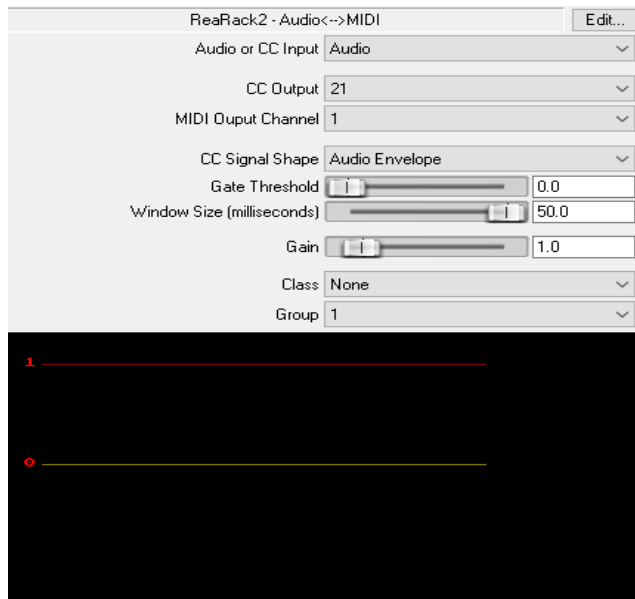 ReaRack2 - Audio<-->MIDI Edit...
Audio or CC Input Audio
CC Output 21
MIDI Ouput Channel 1
CC Signal Shape Audio Envelope
Gate Threshold 0.0
Window Size (milliseconds) 50.0
Gain 1.0
Class None
Group 1
1
0